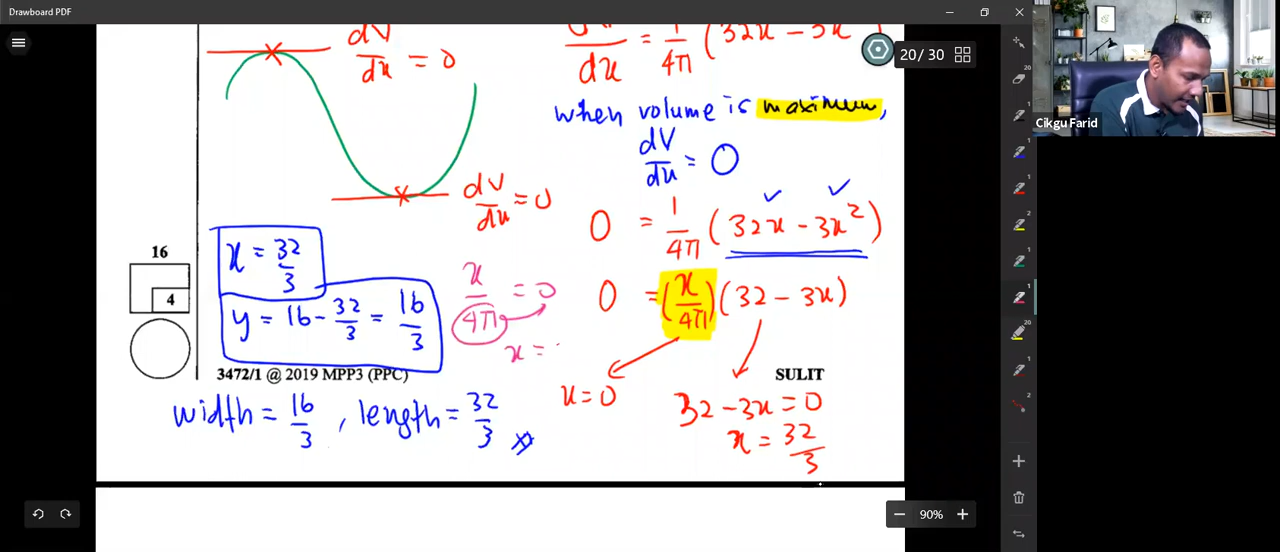 Drawboard PDF
20 / 30
Cikgu Farid
dV/dx = 0
dV/dx = 1/4π (32x - 3x
when volume is maximum,
dV/dx = 0
dV/dx = 0
0 = 1/4π (32x - 3x²)
16
4
x = 32/3
y = 16 - 32/3 = 16/3
x/4π = 0
x =
0 = (x/4π)(32 - 3x)
3472/1 @ 2019 MPP3 (PPC)
SULIT
x = 0
32 - 3x = 0
x = 32/3
width = 16/3 , length = 32/3
90%